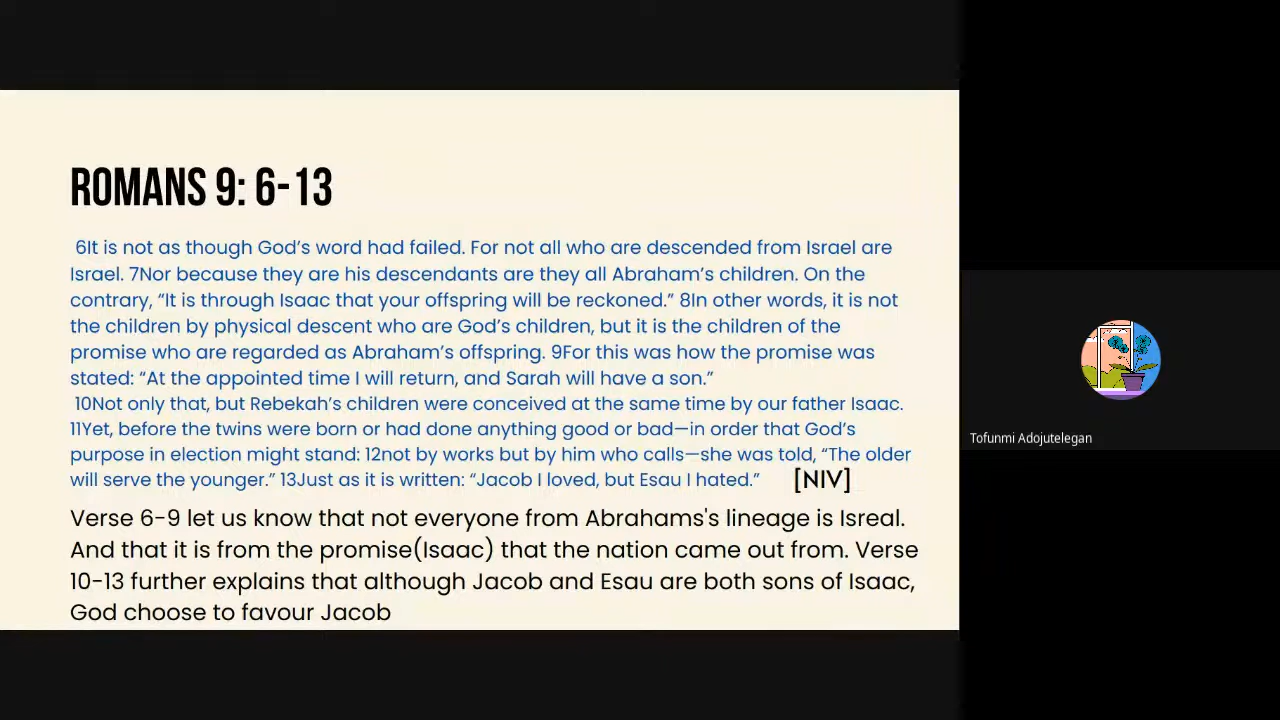 ROMANS 9: 6-13
6It is not as though God’s word had failed. For not all who are descended from Israel are
Israel. 7Nor because they are his descendants are they all Abraham’s children. On the
contrary, “It is through Isaac that your offspring will be reckoned.” 8In other words, it is not
the children by physical descent who are God’s children, but it is the children of the
promise who are regarded as Abraham’s offspring. 9For this was how the promise was
stated: “At the appointed time I will return, and Sarah will have a son.”
10Not only that, but Rebekah’s children were conceived at the same time by our father Isaac.
11Yet, before the twins were born or had done anything good or bad—in order that God’s
purpose in election might stand: 12not by works but by him who calls—she was told, “The older
will serve the younger.” 13Just as it is written: “Jacob I loved, but Esau I hated.” [NIV]
Verse 6-9 let us know that not everyone from Abrahams's lineage is Isreal.
And that it is from the promise(Isaac) that the nation came out from. Verse
10-13 further explains that although Jacob and Esau are both sons of Isaac,
God choose to favour Jacob
Tofunmi Adojutelegan